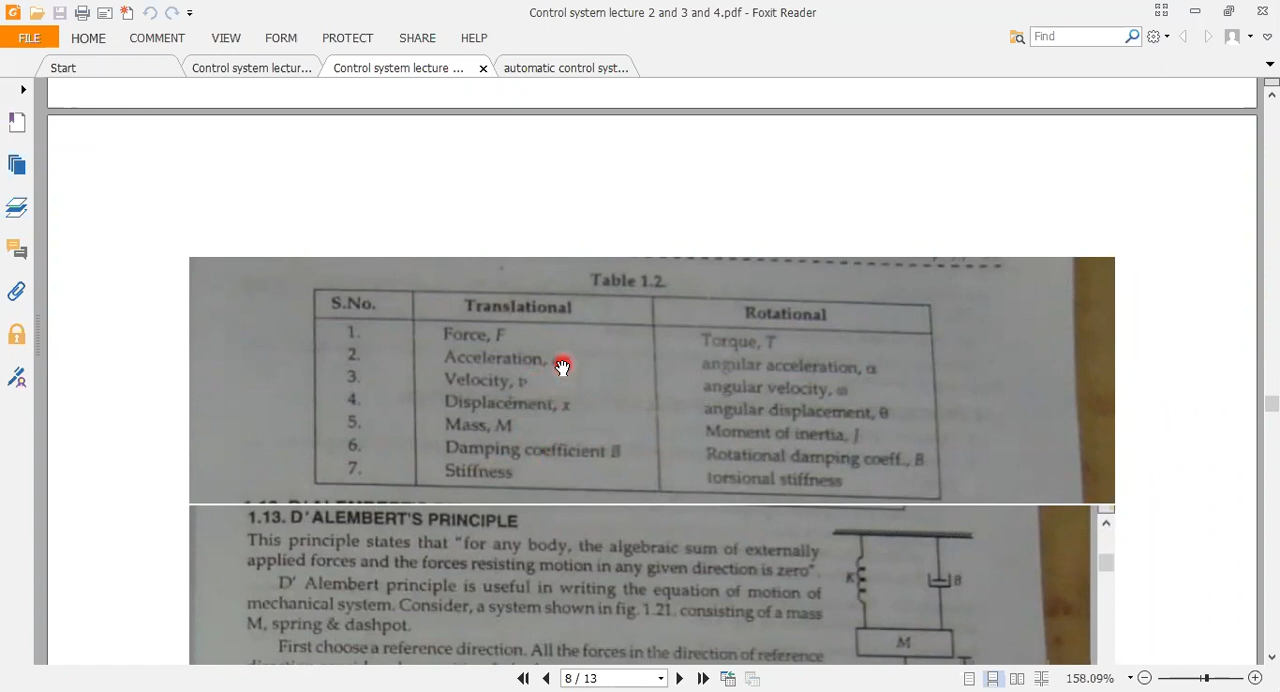 Control system lecture 2 and 3 and 4.pdf - Foxit Reader
FILE HOME COMMENT VIEW FORM PROTECT SHARE HELP
Find
Start
Control system lectur...
Control system lecture ...
automatic control syst...
Table 1.2.
S.No. Translational Rotational
1. Force, F Torque, T
2. Acceleration, angular acceleration, α
3. Velocity, v angular velocity, ω
4. Displacement, x angular displacement, θ
5. Mass, M Moment of inertia, J
6. Damping coefficient B Rotational damping coeff., B
7. Stiffness torsional stiffness
1.13. D'ALEMBERT'S PRINCIPLE
This principle states that "for any body, the algebraic sum of externally
applied forces and the forces resisting motion in any given direction is zero".
D' Alembert principle is useful in writing the equation of motion of
mechanical system. Consider, a system shown in fig. 1.21. consisting of a mass
M, spring & dashpot.
First choose a reference direction. All the forces in the direction of reference
K
B
M
8 / 13
158.09%